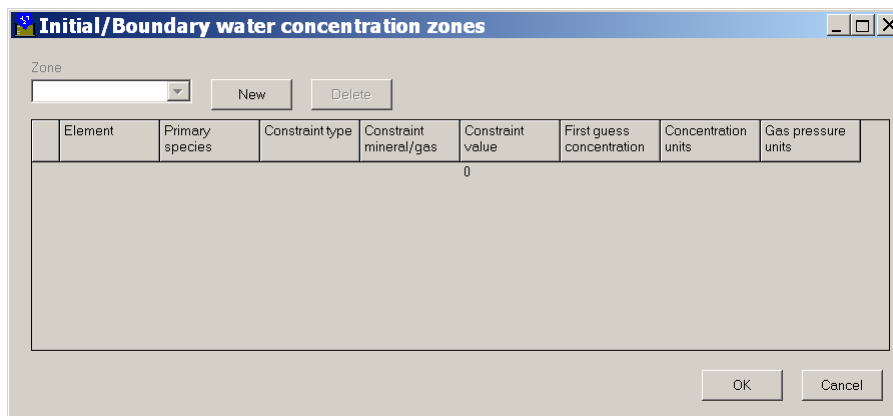 Initial/Boundary water concentration zones
Zone
New Delete
Element Primary species Constraint type Constraint mineral/gas Constraint value First guess concentration Concentration units Gas pressure units
0
OK Cancel